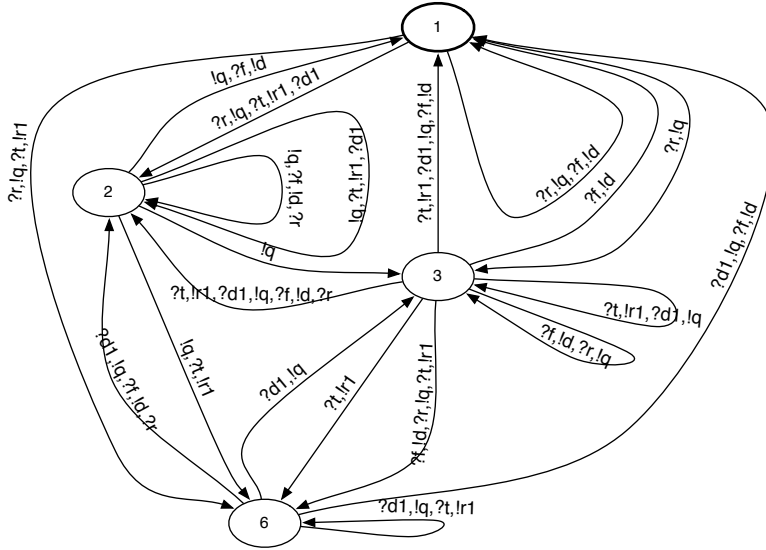 1
!q,?f,!d
?r,!q,?t,!r1,?d1
?r,!q,?t,!r1
!q,?f,!d,?r
!q,?t,!r1,?d1
?t,!r1,?d1,!q,?f,!d
?r,!q,?f,!d
?f,!d
?r,!q
2
!q
3
?d1,!q,?f,!d
?t,!r1,?d1,!q,?f,!d,?r
?t,!r1,?d1,!q
?f,!d,?r,!q
?d1,!q,?f,!d,?r
!q,?t,!r1
?d1,!q
?t,!r1
?f,!d,?r,!q,?t,!r1
6
?d1,!q,?t,!r1